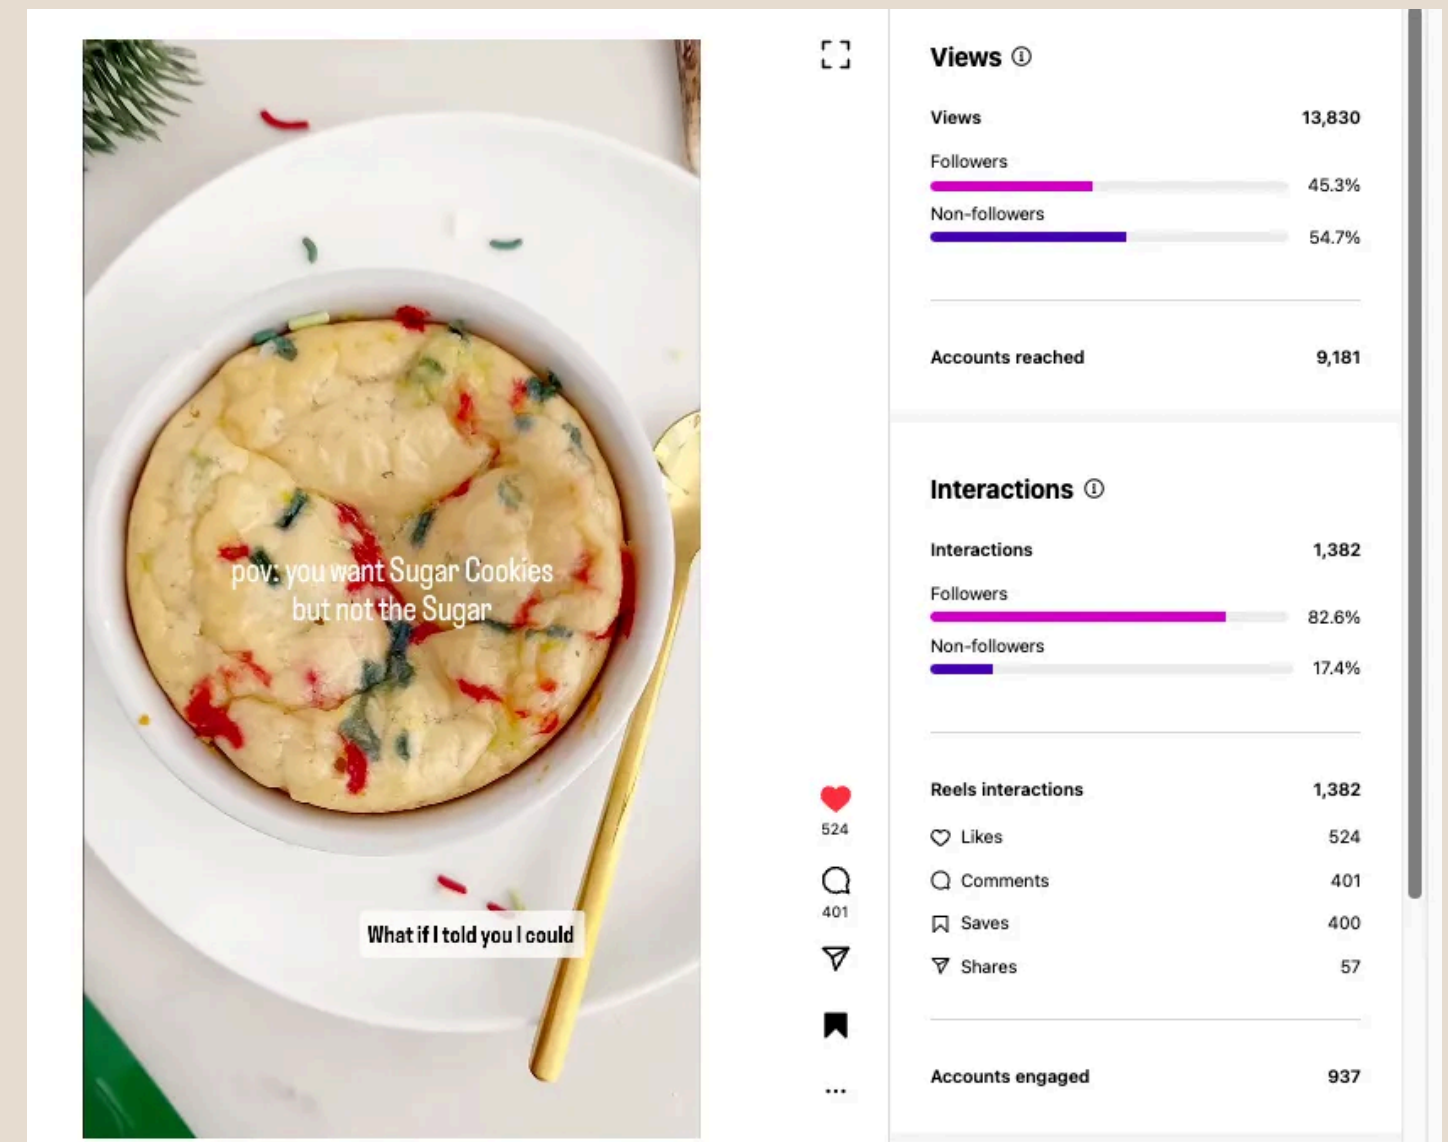 pov: you want Sugar Cookies
but not the Sugar
What if I told you I could
524
401
Views
Views 13,830
Followers
45.3%
Non-followers
54.7%
Accounts reached 9,181
Interactions
Interactions 1,382
Followers
82.6%
Non-followers
17.4%
Reels interactions 1,382
Likes 524
Comments 401
Saves 400
Shares 57
Accounts engaged 937